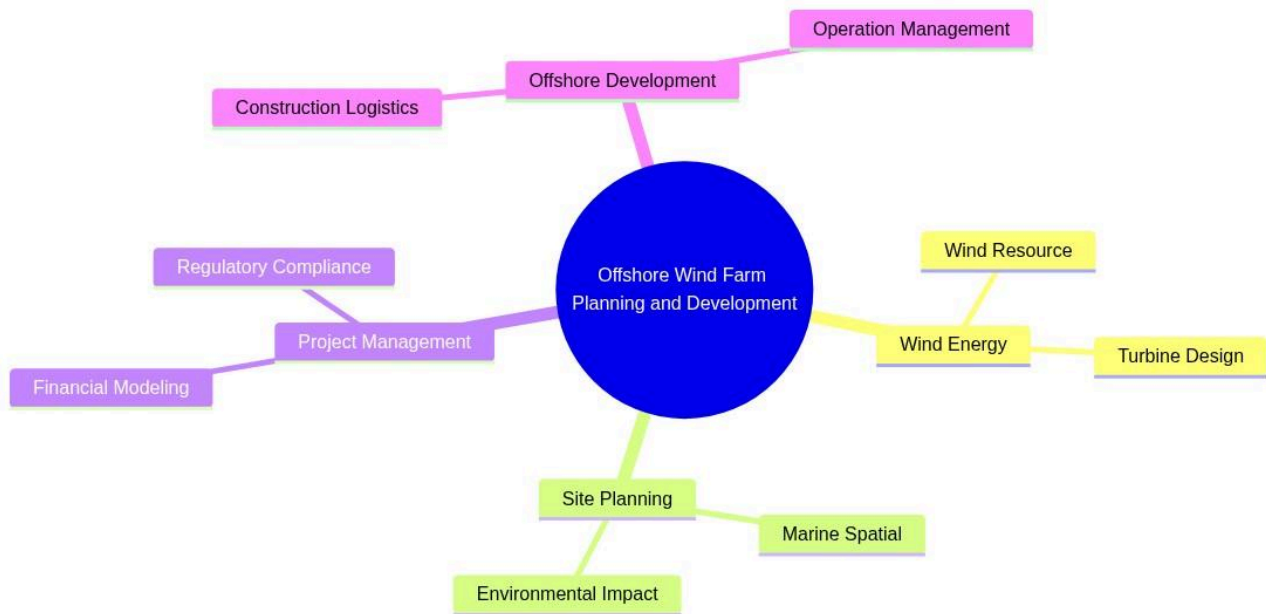 Operation Management
Offshore Development
Construction Logistics
Wind Resource
Regulatory Compliance
Offshore Wind Farm
Planning and Development
Project Management
Wind Energy
Turbine Design
Financial Modeling
Site Planning
Marine Spatial
Environmental Impact